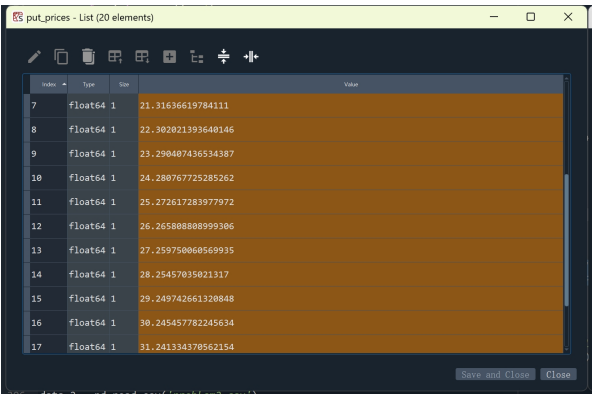 put_prices - List (20 elements)
Index Type Size Value
7 float64 1 21.31636619784111
8 float64 1 22.302021393640146
9 float64 1 23.290407436534387
10 float64 1 24.280767725285262
11 float64 1 25.272617283977972
12 float64 1 26.265808808999306
13 float64 1 27.259750060569935
14 float64 1 28.25457035021317
15 float64 1 29.249742661320848
16 float64 1 30.245457782245634
17 float64 1 31.241334370562154
Save and Close Close